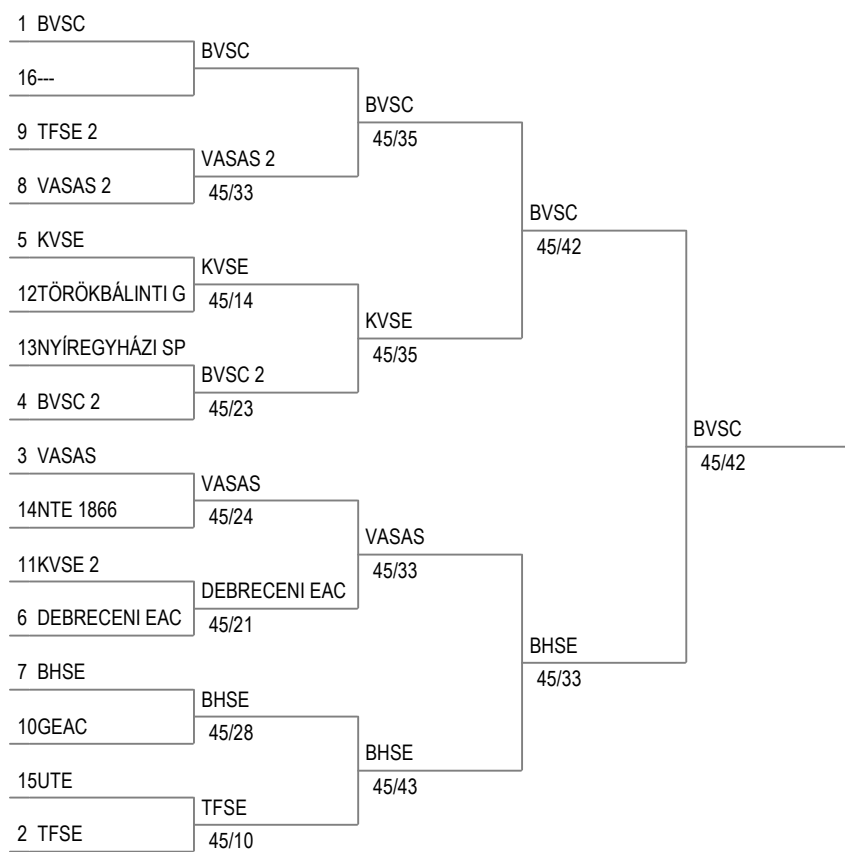 1 BVSC
BVSC
16---
BVSC
45/35
9 TFSE 2
VASAS 2
45/33
8 VASAS 2
BVSC
45/42
5 KVSE
KVSE
45/14
12TÖRÖKBÁLINTI G
KVSE
45/35
13NYÍREGYHÁZI SP
BVSC 2
45/23
4 BVSC 2
BVSC
45/42
3 VASAS
VASAS
45/24
14NTE 1866
VASAS
45/33
11KVSE 2
DEBRECENI EAC
45/21
6 DEBRECENI EAC
BHSE
45/33
7 BHSE
BHSE
45/28
10GEAC
BHSE
45/43
15UTE
TFSE
45/10
2 TFSE